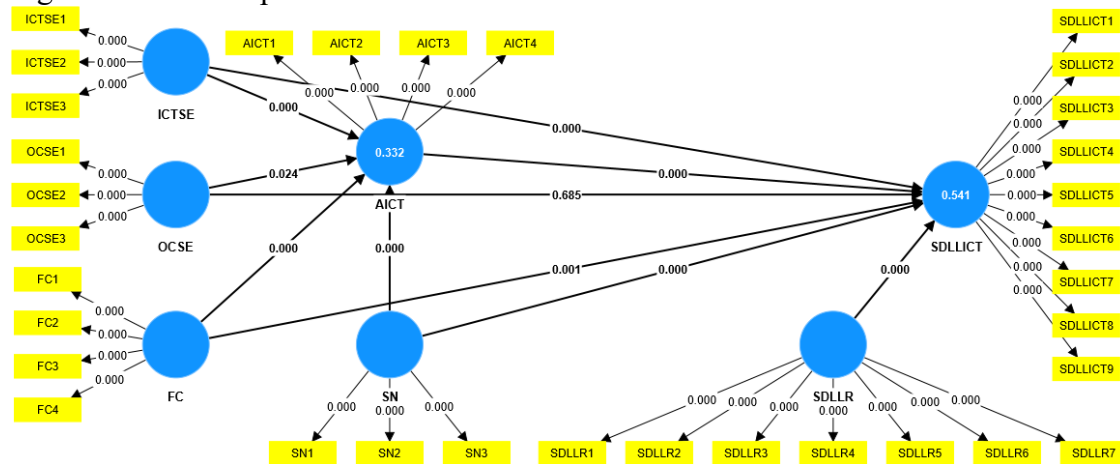 ICTSE1
ICTSE2
ICTSE3
0.000
0.000
0.000
ICTSE
AICT1
AICT2
AICT3
AICT4
0.000
0.000
0.000
0.000
0.332
AICT
0.000
0.000
OCSE1
OCSE2
OCSE3
0.000
0.000
0.000
OCSE
0.024
0.685
0.000
FC1
FC2
FC3
FC4
0.000
0.000
0.000
0.000
FC
0.000
0.001
SN
0.000
0.000
0.000
0.000
0.000
SN1
SN2
SN3
SDLLR
0.000
0.000
0.000
0.000
0.000
0.000
0.000
0.000
SDLLR1
SDLLR2
SDLLR3
SDLLR4
SDLLR5
SDLLR6
SDLLR7
0.541
SDLLICT
0.000
0.000
0.000
0.000
0.000
0.000
0.000
0.000
0.000
SDLLICT1
SDLLICT2
SDLLICT3
SDLLICT4
SDLLICT5
SDLLICT6
SDLLICT7
SDLLICT8
SDLLICT9